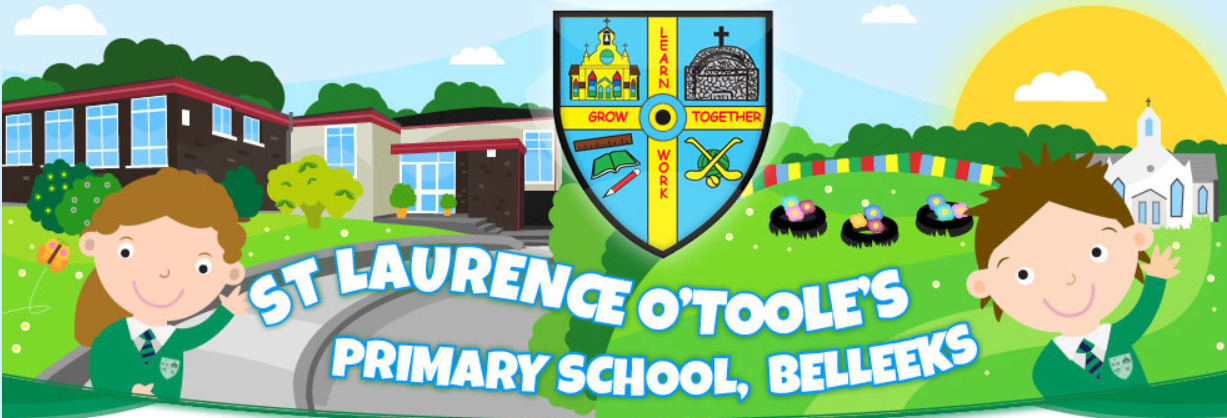 LEARN
GROW TOGETHER
WORK
ST LAURENCE O'TOOLE'S
PRIMARY SCHOOL, BELLEEKS